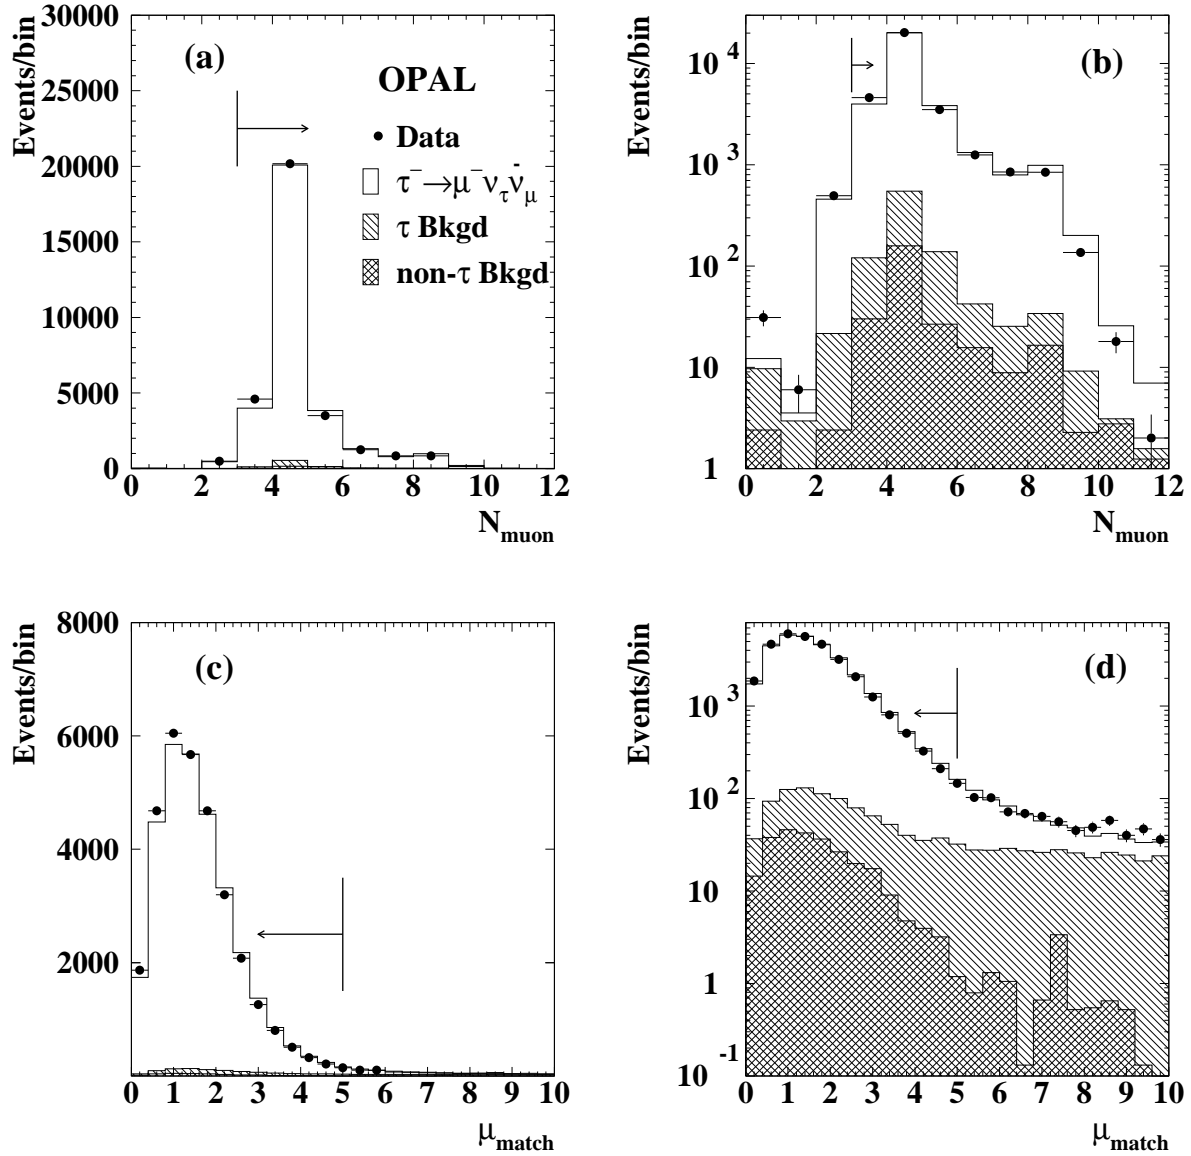 Events/bin
30000
25000
20000
15000
10000
5000
0
0 2 4 6 8 10 12
N_muon
(a)
OPAL
Data
τ⁻→μ⁻ν_τν̄_μ
τ Bkgd
non-τ Bkgd
Events/bin
10⁴
10³
10²
10
1
0 2 4 6 8 10 12
N_muon
(b)
Events/bin
8000
6000
4000
2000
0 1 2 3 4 5 6 7 8 9 10
μ_match
(c)
Events/bin
10³
10²
10
1
10⁻¹
0 1 2 3 4 5 6 7 8 9 10
μ_match
(d)